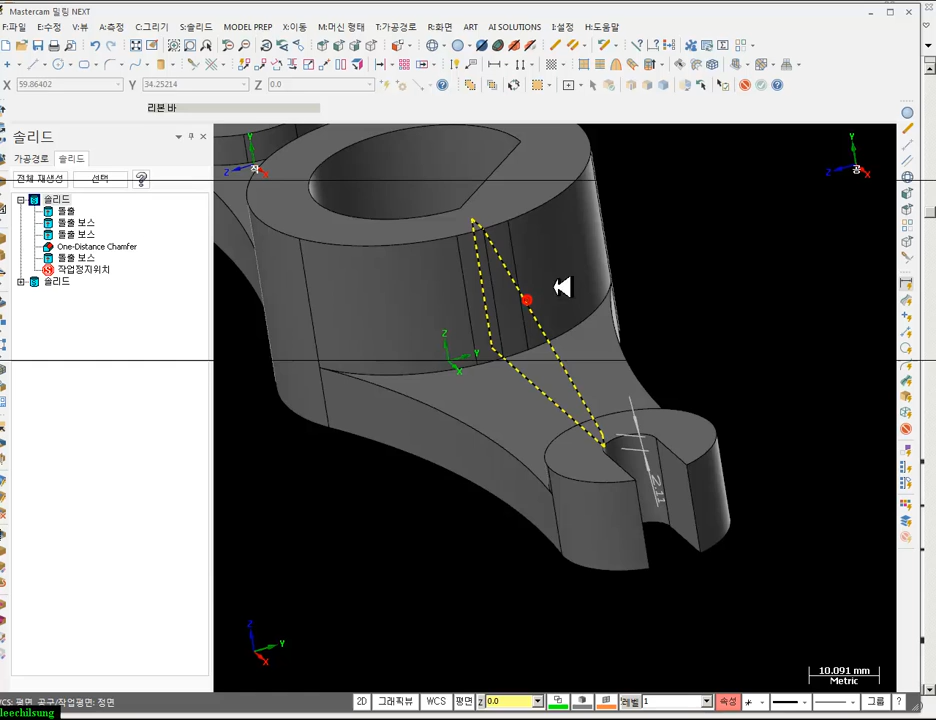 Mastercam 밀링 NEXT
F:파일 E:수정 V:뷰 A:측정 C:그리기 S:솔리드 MODEL PREP X:이동 M:머신 형태 T:가공경로 R:화면 ART AI SOLUTIONS I:설정 H:도움말
X 59.86402 Y 34.25214 Z 0.0
리본 바
솔리드
가공경로 솔리드
전체 재생성 선택
솔리드
돌출
돌출 보스
돌출 보스
One-Distance Chamfer
돌출 보스
작업정지위치
솔리드
Y Z 작
Y Z X 공
Z Y X
2.11
Z Y X
10.091 mm
Metric
WCS: 평면 공구/작업평면: 정면
2D 그래픽뷰 WCS 평면 Z 0.0 레벨 1 속성 그룹 ?
leechilsung